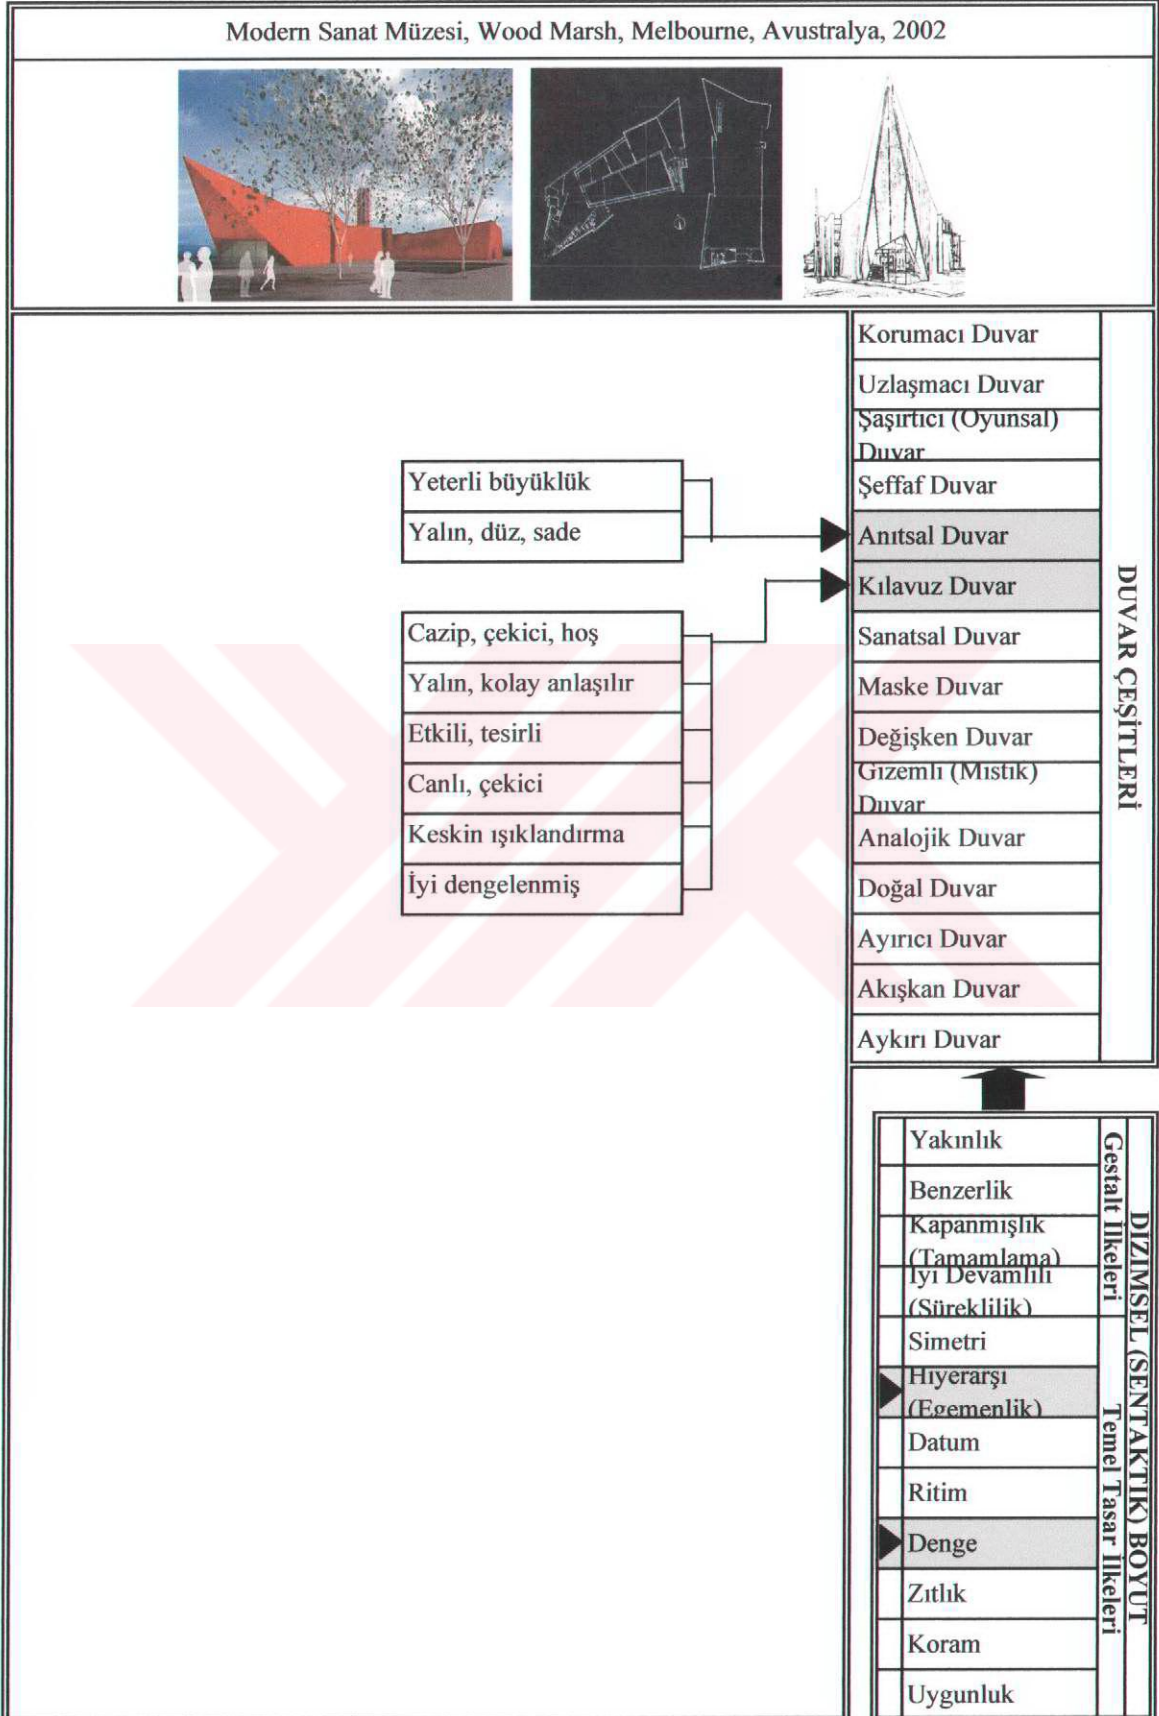 Modern Sanat Müzesi, Wood Marsh, Melbourne, Avustralya, 2002
Korumacı Duvar
Uzlaşmacı Duvar
Şaşırtıcı (Oyunsal)
Duvar
Yeterli büyüklük
Şeffaf Duvar
Yalın, düz, sade
Anıtsal Duvar
Kılavuz Duvar
Cazip, çekici, hoş
Sanatsal Duvar
Yalın, kolay anlaşılır
Maske Duvar
Etkili, tesirli
Değişken Duvar
Canlı, çekici
Gizemli (Mistik)
Duvar
Keskin ışıklandırma
Analojik Duvar
İyi dengelenmiş
Doğal Duvar
Ayırıcı Duvar
Akışkan Duvar
Aykırı Duvar
DUVAR ÇEŞİTLERİ
Yakınlık
Benzerlik
Kapanmışlık
(Tamamlama)
İyi Devamlılı
(Süreklilik)
Gestalt İlkeleri
Simetri
Hiyerarşi
(Egemenlik)
Datum
Ritim
Denge
Zıtlık
Koram
Uygunluk
Temel Tasar İlkeleri
DİZİMSEL (SENTAKTİK) BOYUT